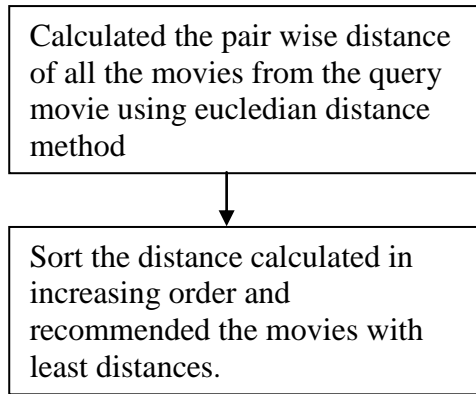 Calculated the pair wise distance
of all the movies from the query
movie using eucledian distance
method
Sort the distance calculated in
increasing order and
recommended the movies with
least distances.